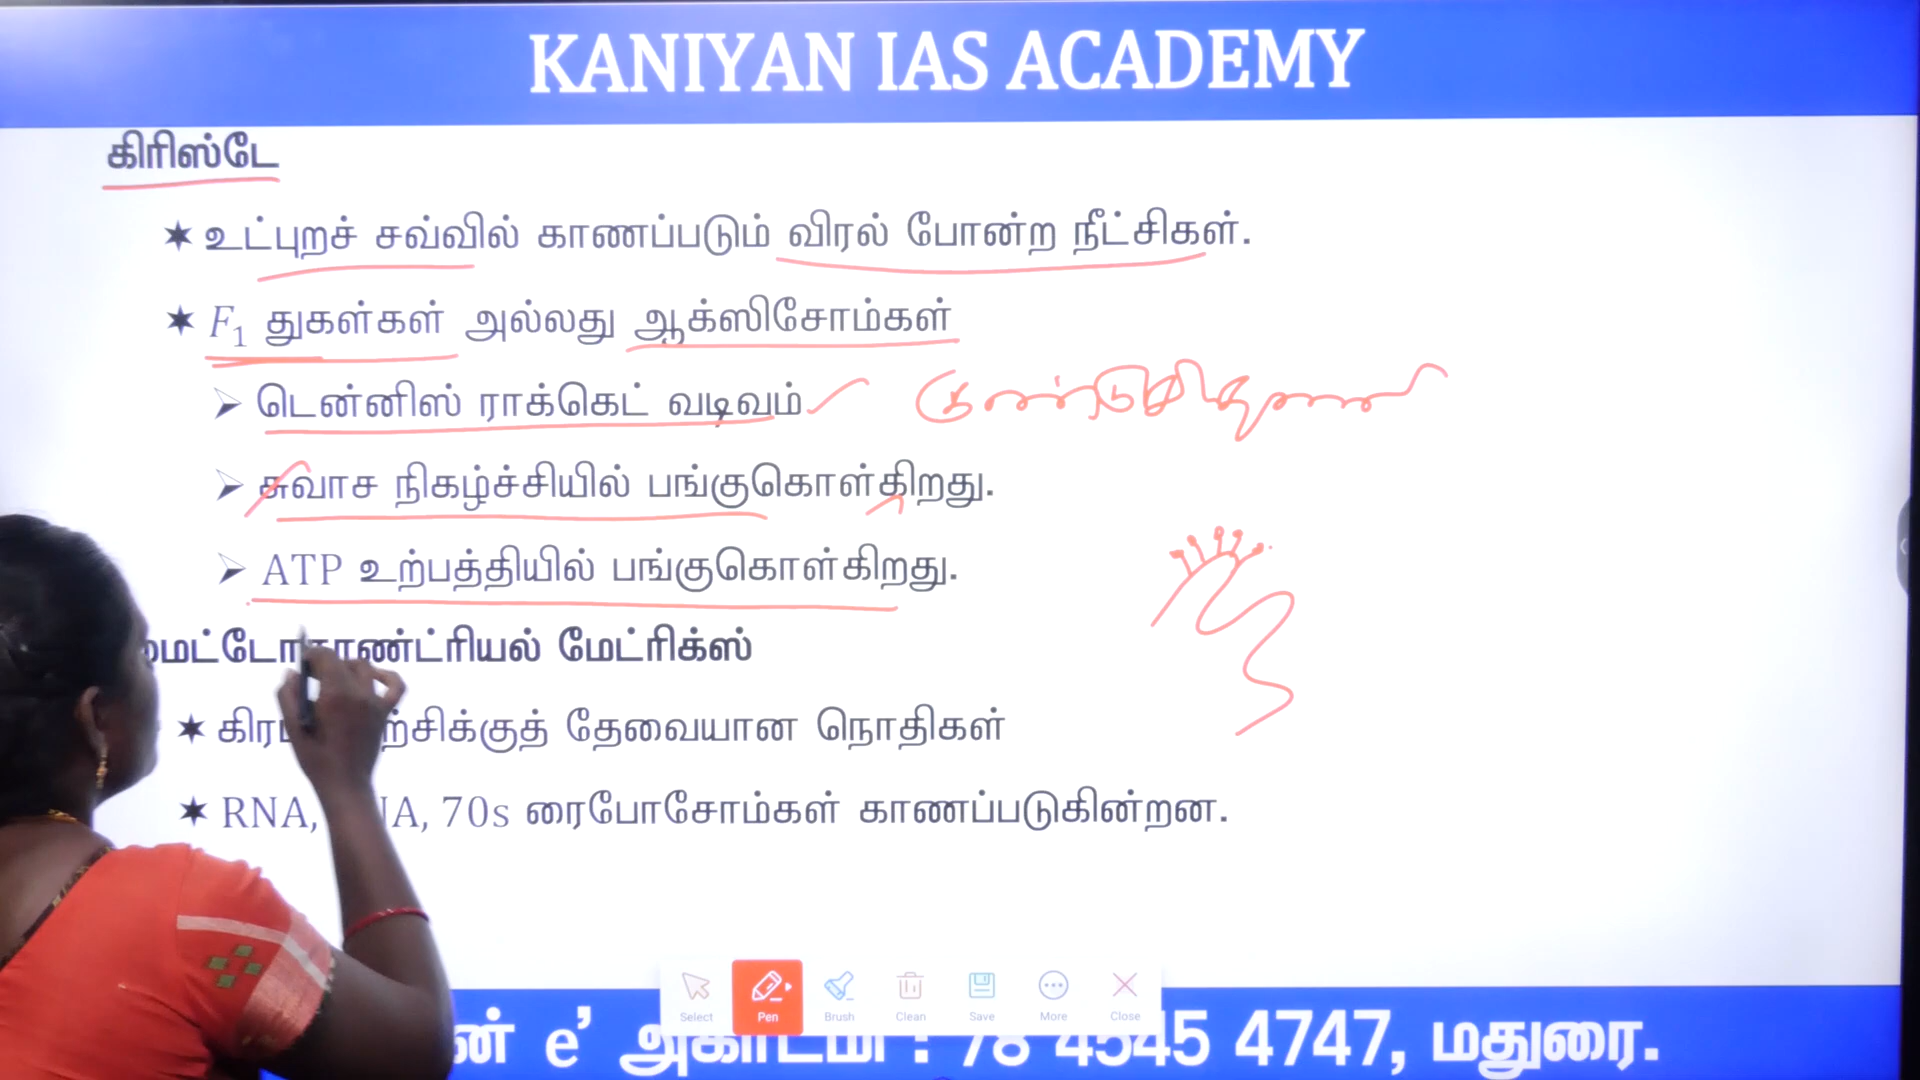 KANIYAN IAS ACADEMY
கிரிஸ்டே
✶ உட்புறச் சவ்வில் காணப்படும் விரல் போன்ற நீட்சிகள்.
✶ F₁ துகள்கள் அல்லது ஆக்ஸிசோம்கள்
➢ டென்னிஸ் ராக்கெட் வடிவம்
➢ சுவாச நிகழ்ச்சியில் பங்குகொள்கிறது.
➢ ATP உற்பத்தியில் பங்குகொள்கிறது.
மேட்ரிக்ஸ்
✶ தேவையான நொதிகள்
✶ RNA, 70s ரைபோசோம்கள் காணப்படுகின்றன.
Select Pen Brush Clean Save More Close
e’ அகாடமி : 78 4545 4747, மதுரை.